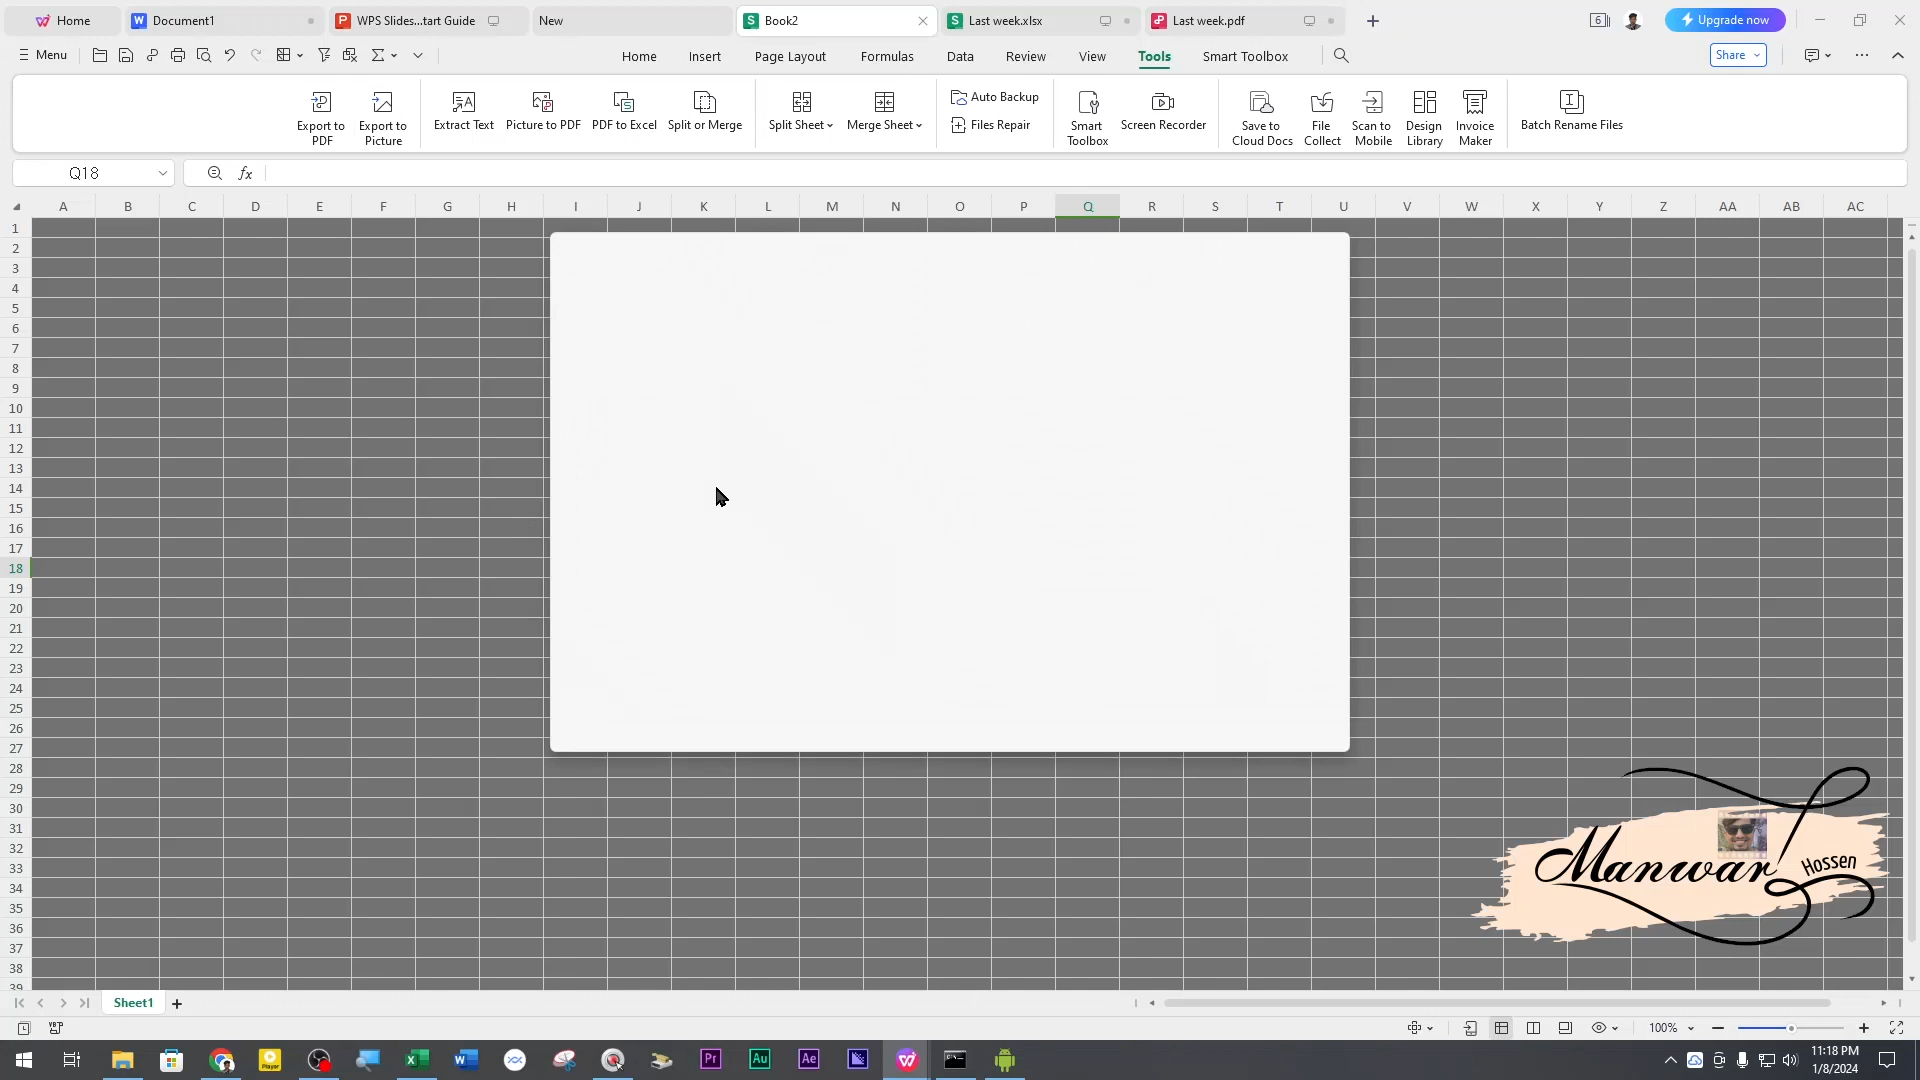 Home
Document1
WPS Slides...tart Guide
New
Book2
Last week.xlsx
Last week.pdf
6
Upgrade now
Menu
Home
Insert
Page Layout
Formulas
Data
Review
View
Tools
Smart Toolbox
Share
Export to PDF
Export to Picture
Extract Text
Picture to PDF
PDF to Excel
Split or Merge
Split Sheet
Merge Sheet
Auto Backup
Files Repair
Smart Toolbox
Screen Recorder
Save to Cloud Docs
File Collect
Scan to Mobile
Design Library
Invoice Maker
Batch Rename Files
Q18
fx
A B C D E F G H I J K L M N O P Q R S T U V W X Y Z AA AB AC
1
2
3
4
5
6
7
8
9
10
11
12
13
14
15
16
17
18
19
20
21
22
23
24
25
26
27
28
29
30
31
32
33
34
35
36
37
38
39
Manwar Hossen
Sheet1
100%
Pr
Au
Ae
11:18 PM
1/8/2024